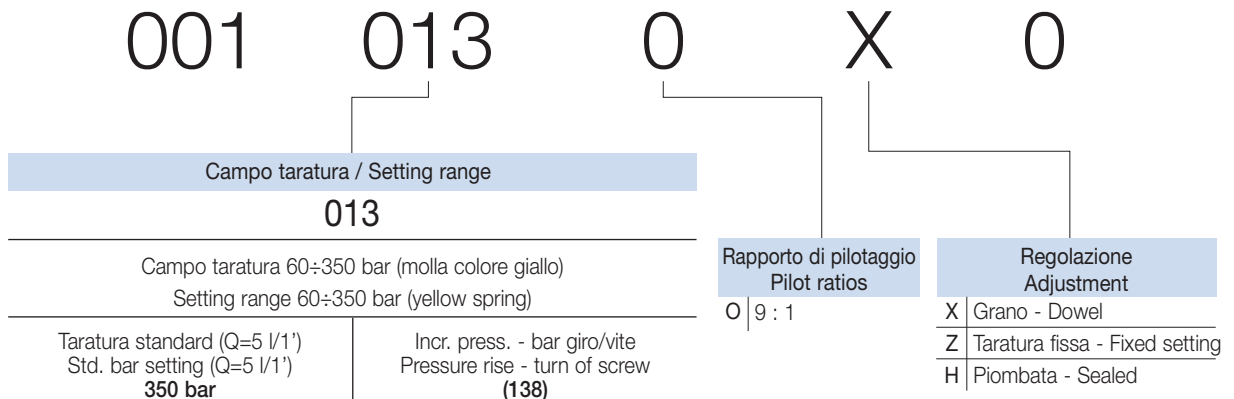 001 013 0 X 0
Campo taratura / Setting range
013
Campo taratura 60÷350 bar (molla colore giallo)
Setting range 60÷350 bar (yellow spring)
Taratura standard (Q=5 l/1')
Std. bar setting (Q=5 l/1')
350 bar
Incr. press. - bar giro/vite
Pressure rise - turn of screw
(138)
Rapporto di pilotaggio
Pilot ratios
O 9 : 1
Regolazione
Adjustment
X Grano - Dowel
Z Taratura fissa - Fixed setting
H Piombata - Sealed